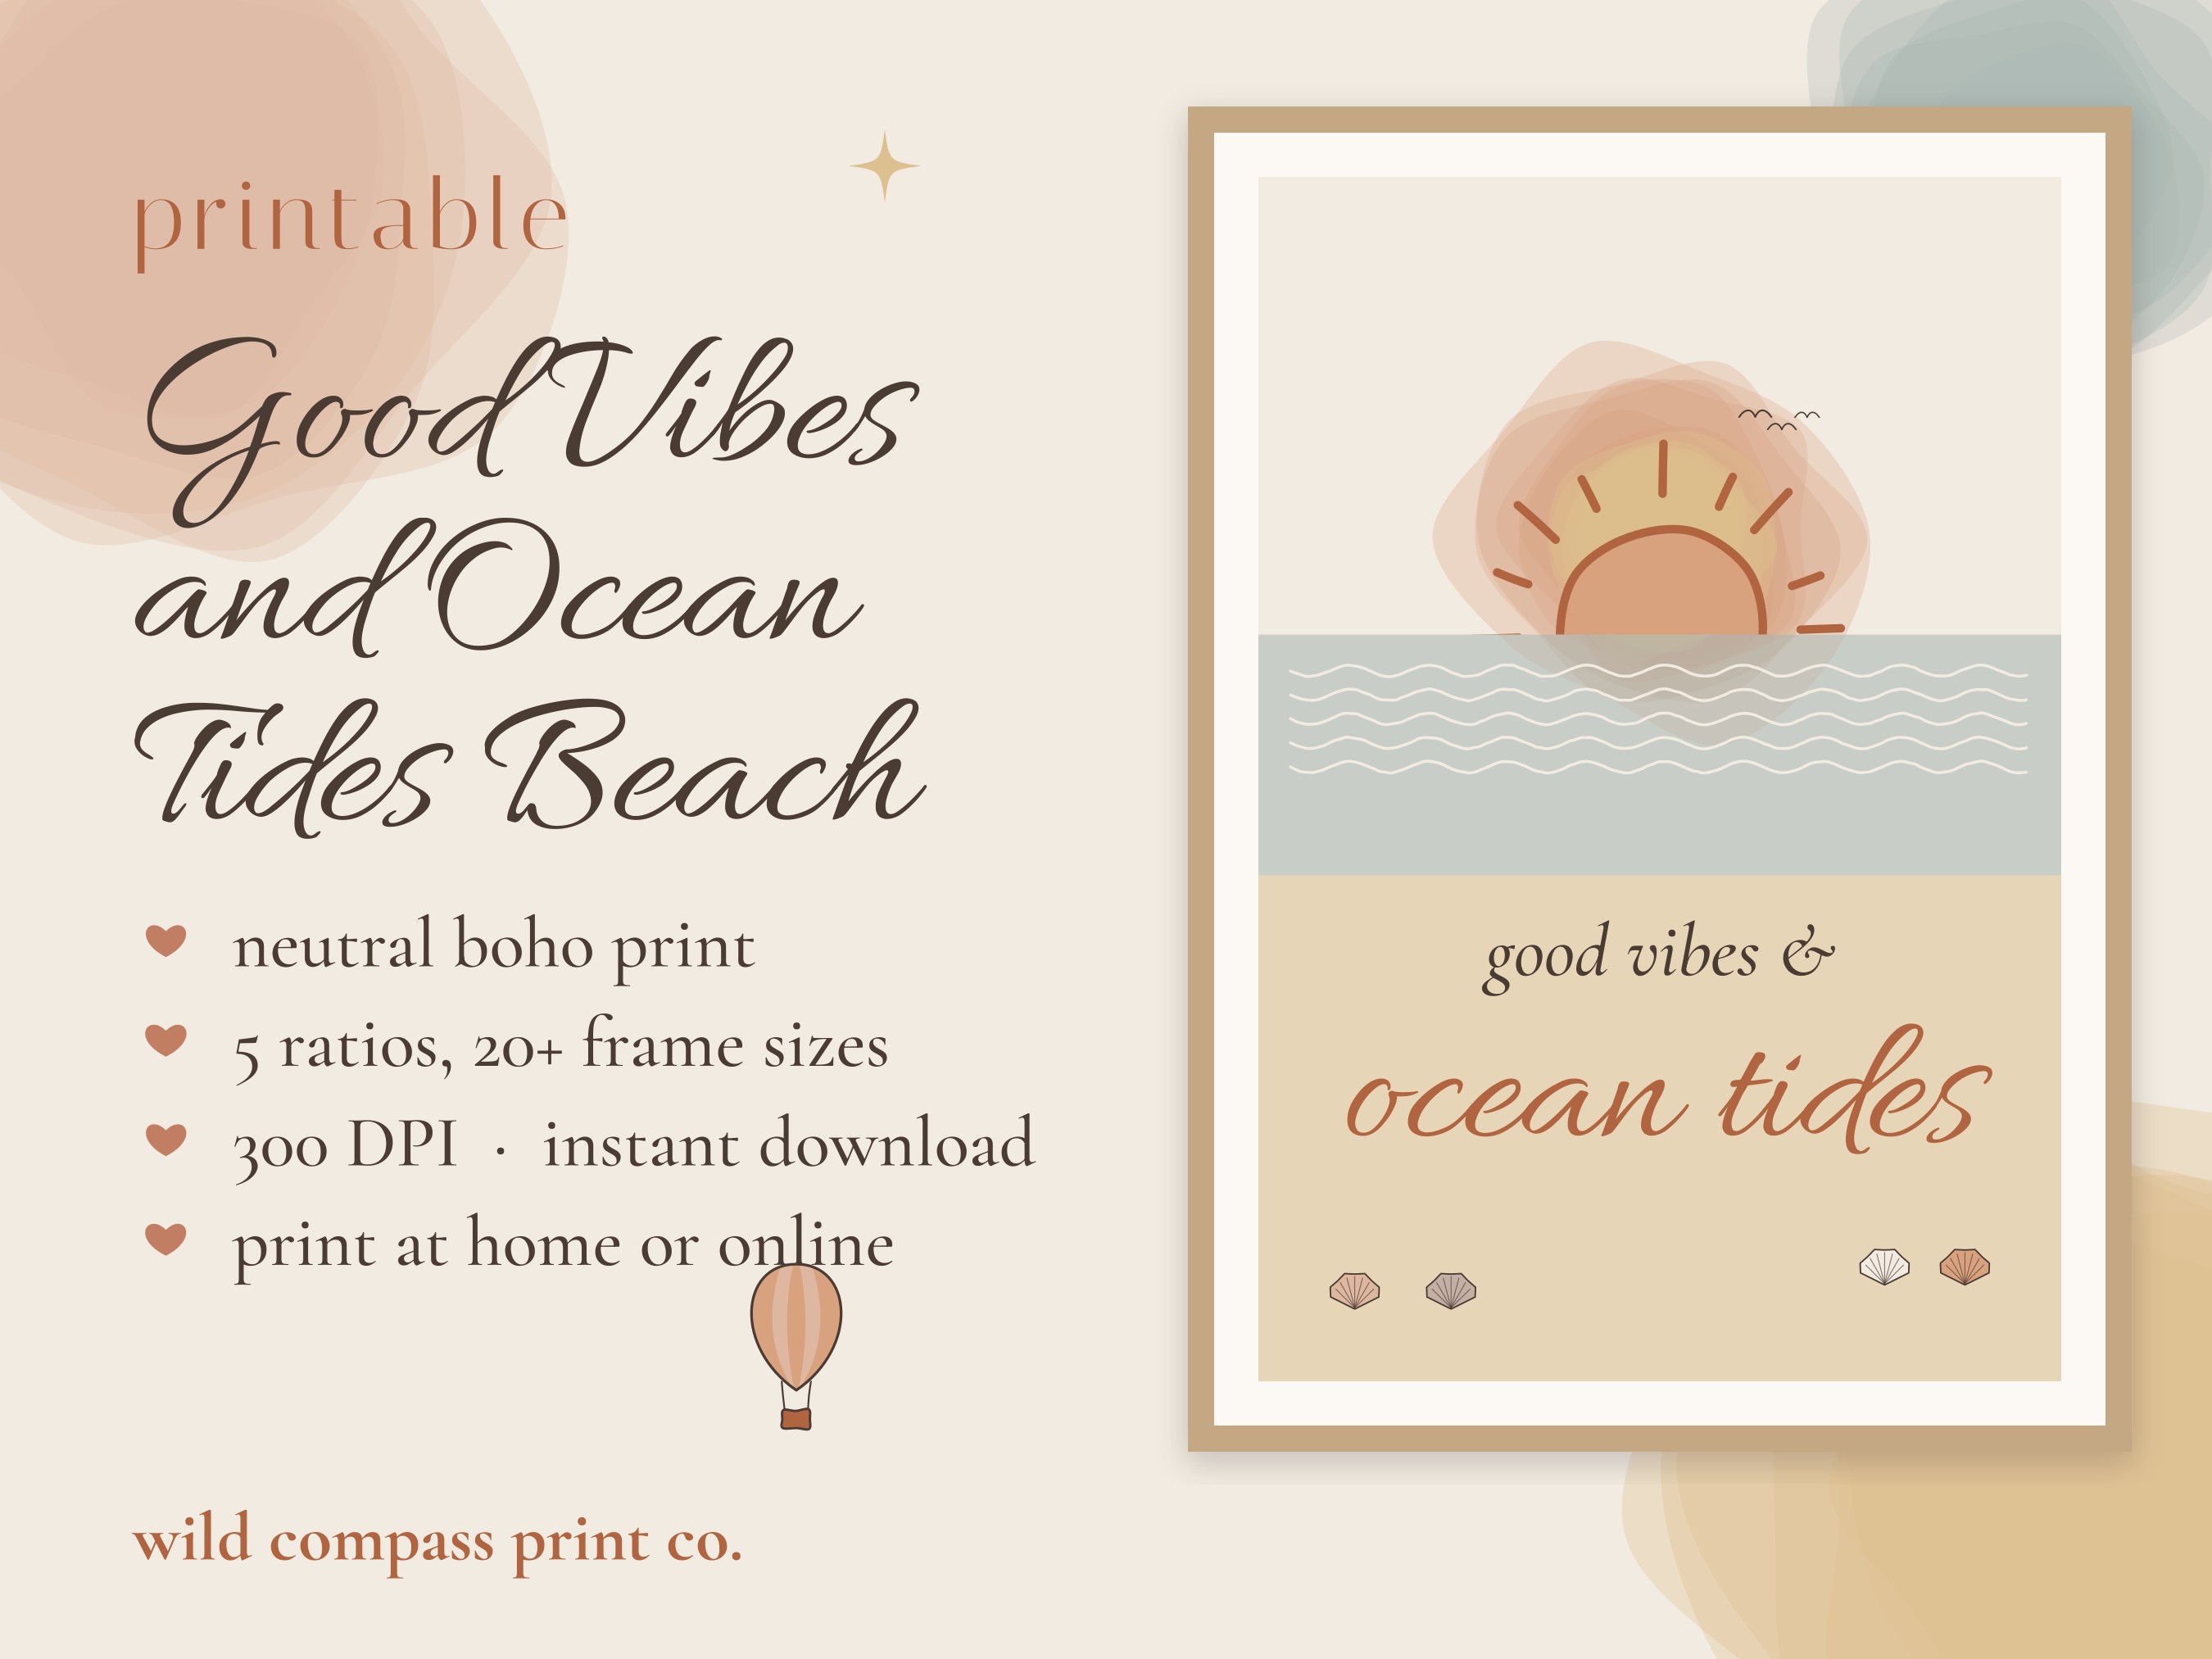 printable
Good Vibes
and Ocean
Tides Beach
neutral boho print
5 ratios, 20+ frame sizes
300 DPI · instant download
print at home or online
wild compass print co.
good vibes &
ocean tides